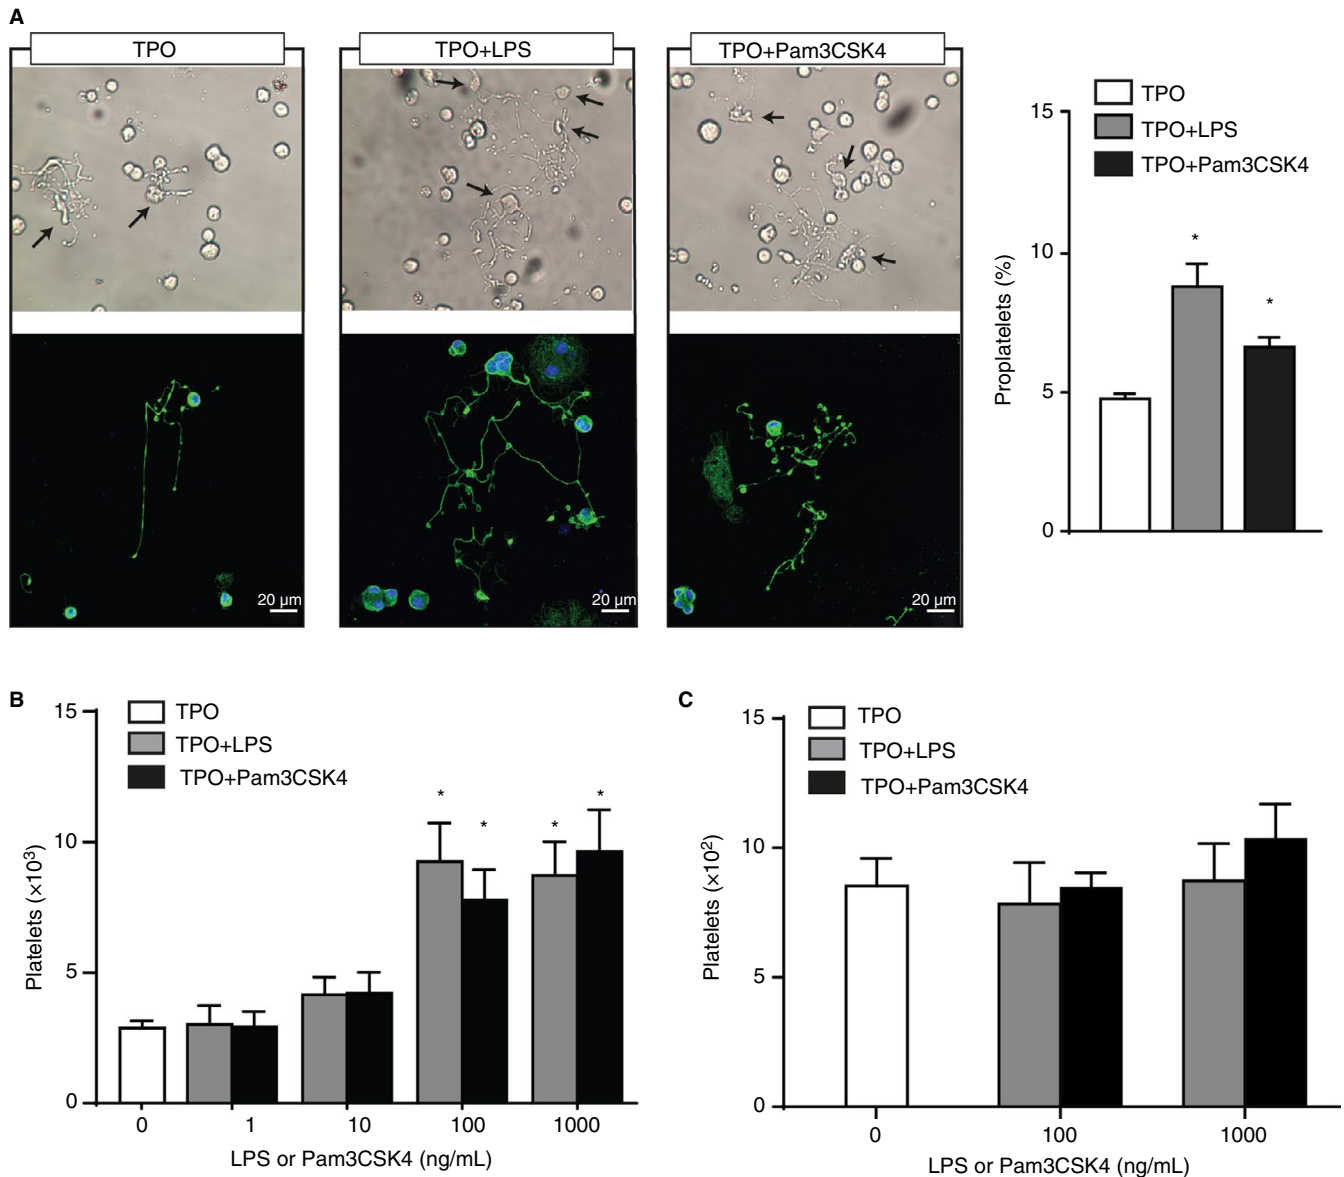 A
TPO
TPO+LPS
TPO+Pam3CSK4
20 µm
20 µm
20 µm
TPO
TPO+LPS
TPO+Pam3CSK4
15
10
5
0
Proplatelets (%)
*
*
B
TPO
TPO+LPS
TPO+Pam3CSK4
15
10
5
0
Platelets (×10³)
*
*
*
*
0 1 10 100 1000
LPS or Pam3CSK4 (ng/mL)
C
TPO
TPO+LPS
TPO+Pam3CSK4
15
10
5
0
Platelets (×10²)
0 100 1000
LPS or Pam3CSK4 (ng/mL)